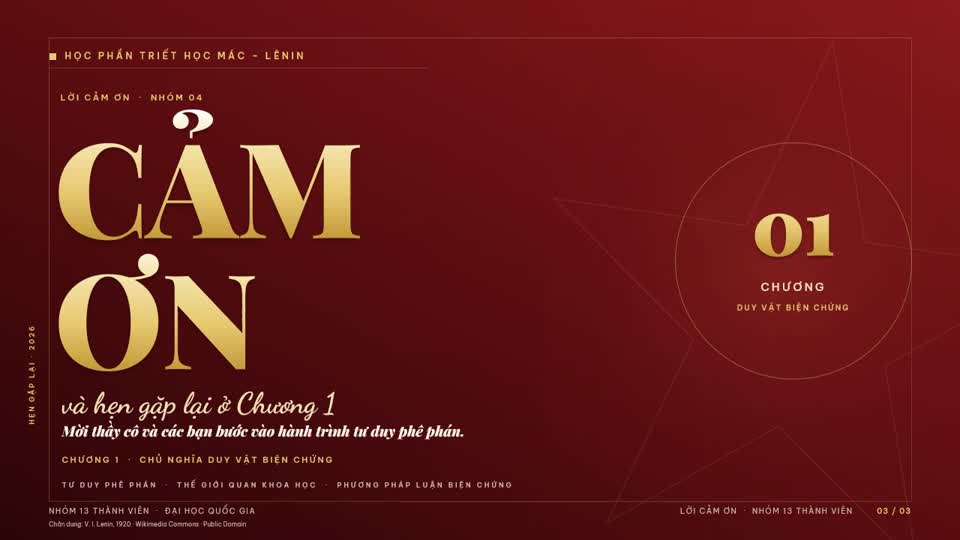 HỌC PHẦN TRIẾT HỌC MÁC - LÊNIN
LỜI CẢM ƠN · NHÓM 04
CẢM
ƠN
và hẹn gặp lại ở Chương 1
Mời thầy cô và các bạn bước vào hành trình tư duy phê phán.
CHƯƠNG 1 · CHỦ NGHĨA DUY VẬT BIỆN CHỨNG
TƯ DUY PHÊ PHÁN · THẾ GIỚI QUAN KHOA HỌC · PHƯƠNG PHÁP LUẬN BIỆN CHỨNG
HẸN GẶP LẠI · 2026
01
CHƯƠNG
DUY VẬT BIỆN CHỨNG
NHÓM 13 THÀNH VIÊN · ĐẠI HỌC QUỐC GIA
Chân dung: V. I. Lenin, 1920 · Wikimedia Commons · Public Domain
LỜI CẢM ƠN · NHÓM 13 THÀNH VIÊN 03 / 03